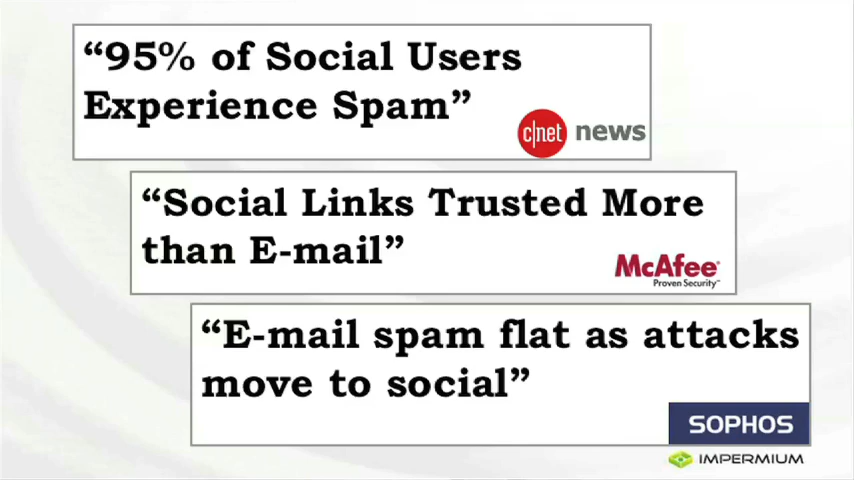 “95% of Social Users
Experience Spam”
c|net news
“Social Links Trusted More
than E-mail”
McAfee®
Proven Security™
“E-mail spam flat as attacks
move to social”
SOPHOS
IMPERMIUM